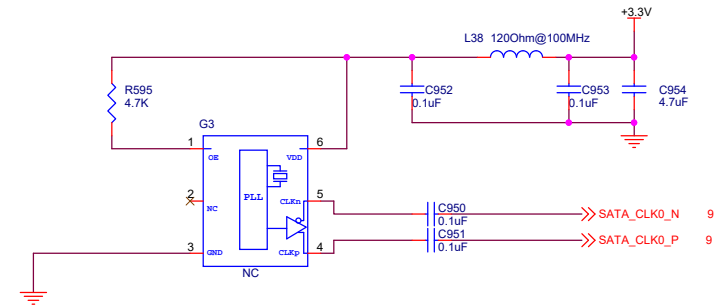 +3.3V
L38 120Ohm@100MHz
R595
4.7K
C952
0.1uF
C953
0.1uF
C954
4.7uF
G3
1
OE
VDD
6
2
NC
PLL
CLKn
5
3
GND
CLKp
4
NC
C950
0.1uF
SATA_CLK0_N 9
C951
0.1uF
SATA_CLK0_P 9